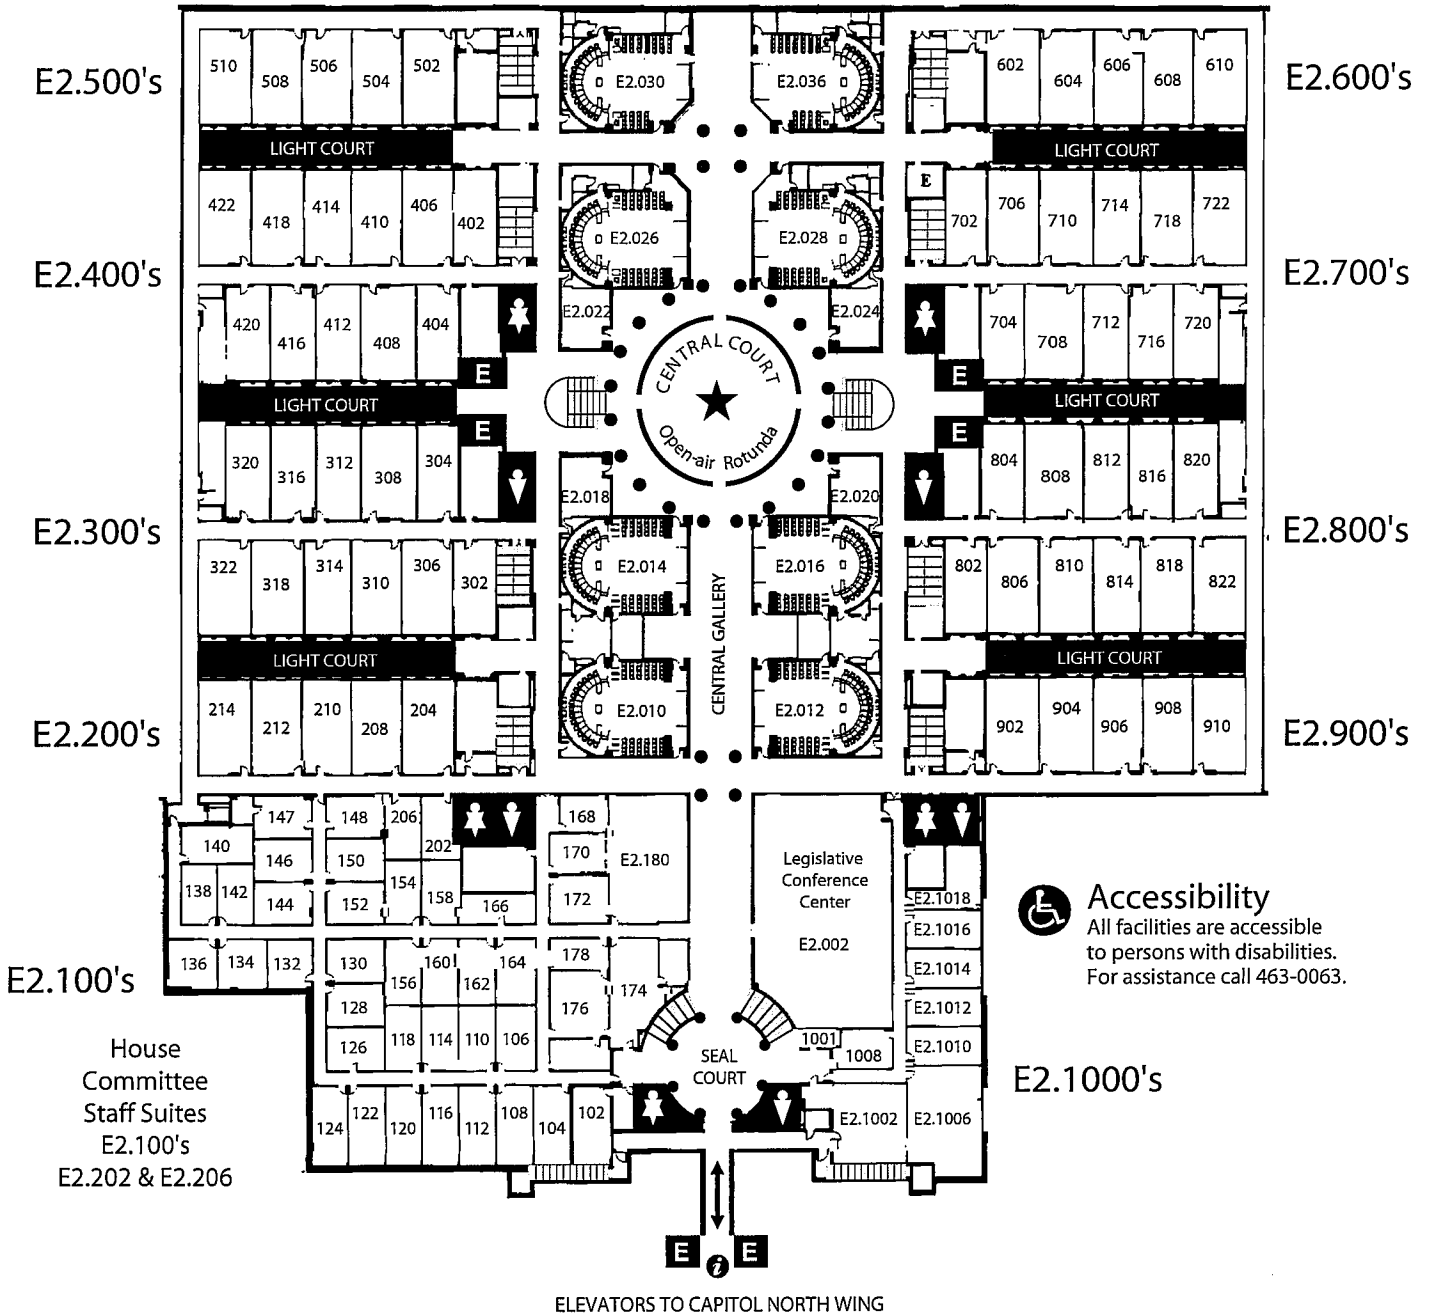 510 508 506 504 502 E2.030 E2.036 602 604 606 608 610
E2.500's E2.600's
LIGHT COURT LIGHT COURT
422 418 414 410 406 402 E2.026 E2.028 E 702 706 710 714 718 722
E2.400's E2.700's
420 416 412 408 404 E2.022 E2.024 704 708 712 716 720
CENTRAL COURT
E E
LIGHT COURT LIGHT COURT
E E
Open-air Rotunda
320 316 312 308 304 E2.018 E2.020 804 808 812 816 820
E2.300's E2.800's
322 318 314 310 306 302 E2.014 E2.016 802 806 810 814 818 822
CENTRAL GALLERY
LIGHT COURT LIGHT COURT
214 212 210 208 204 E2.010 E2.012 902 904 906 908 910
E2.200's E2.900's
147 148 206 168
140 146 150 202 170 E2.180
Legislative
Conference
Center
E2.002
138 142 144 152 154 158 166 172
E2.1018
E2.1016
E2.1014
E2.1012
E2.1010
Accessibility
All facilities are accessible
to persons with disabilities.
For assistance call 463-0063.
136 134 132 130 156 160 162 164 178 174
E2.100's
128 176
126 118 114 110 106
1001 1008
SEAL
COURT
E2.1000's
House
Committee
Staff Suites
E2.100's
E2.202 & E2.206
124 122 120 116 112 108 104 102 E2.1002 E2.1006
E i E
ELEVATORS TO CAPITOL NORTH WING